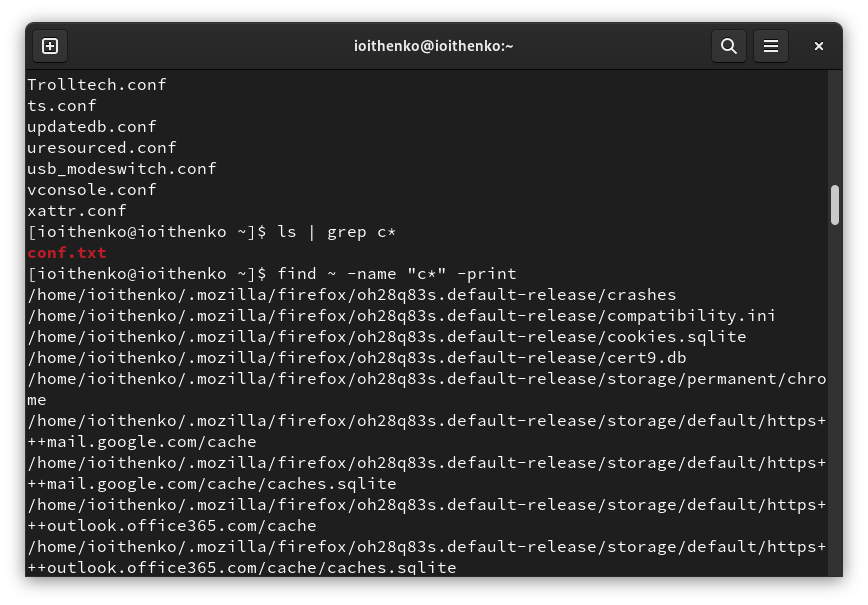 ioithenko@ioithenko:~
Trolltech.conf
ts.conf
updatedb.conf
uresourced.conf
usb_modeswitch.conf
vconsole.conf
xattr.conf
[ioithenko@ioithenko ~]$ ls | grep c*
conf.txt
[ioithenko@ioithenko ~]$ find ~ -name "c*" -print
/home/ioithenko/.mozilla/firefox/oh28q83s.default-release/crashes
/home/ioithenko/.mozilla/firefox/oh28q83s.default-release/compatibility.ini
/home/ioithenko/.mozilla/firefox/oh28q83s.default-release/cookies.sqlite
/home/ioithenko/.mozilla/firefox/oh28q83s.default-release/cert9.db
/home/ioithenko/.mozilla/firefox/oh28q83s.default-release/storage/permanent/chro
me
/home/ioithenko/.mozilla/firefox/oh28q83s.default-release/storage/default/https+
++mail.google.com/cache
/home/ioithenko/.mozilla/firefox/oh28q83s.default-release/storage/default/https+
++mail.google.com/cache/caches.sqlite
/home/ioithenko/.mozilla/firefox/oh28q83s.default-release/storage/default/https+
++outlook.office365.com/cache
/home/ioithenko/.mozilla/firefox/oh28q83s.default-release/storage/default/https+
++outlook.office365.com/cache/caches.sqlite